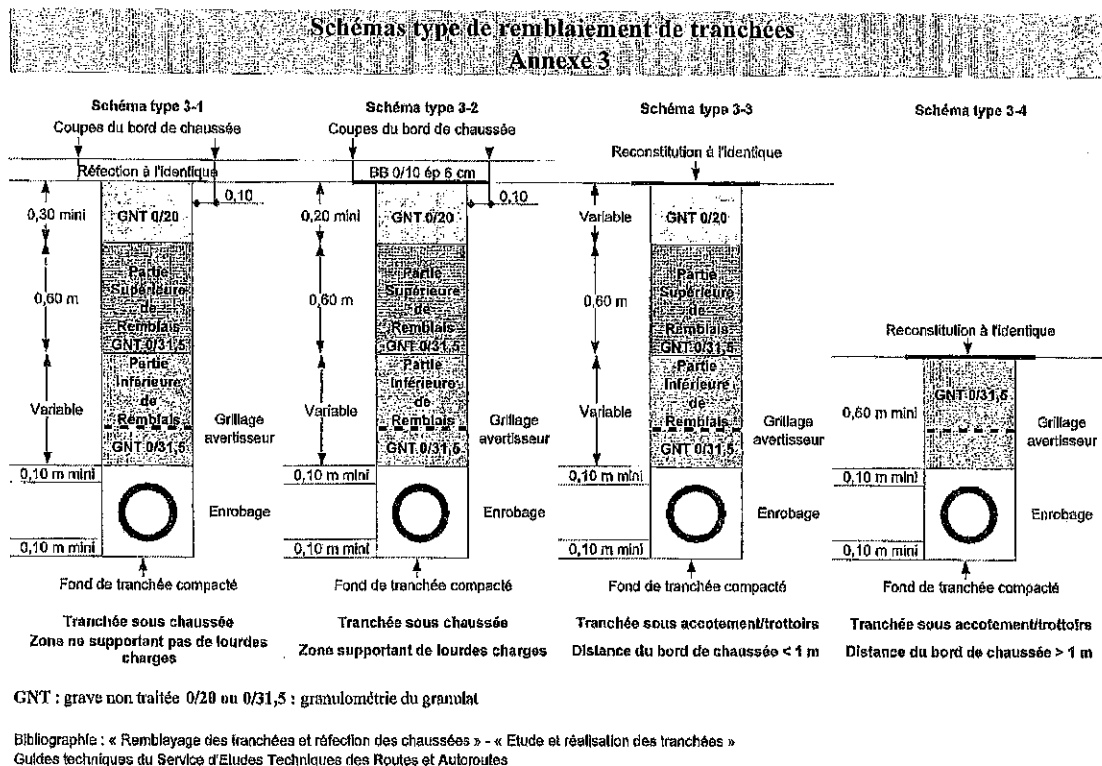 Schémas type de remblaiement de tranchées
Annexe 3
Schéma type 3-1
Coupes du bord de chaussée
Réfection à l'identique
0,10
0,30 mini
GNT 0/20
0,60 m
Partie
Supérieure
de
Remblais
GNT 0/31,5
Variable
Partie
Inférieure
de
Remblais
GNT 0/31,5
Grillage
avertisseur
0,10 m mini
Enrobage
0,10 m mini
Fond de tranchée compacté
Tranchée sous chaussée
Zone ne supportant pas de lourdes
charges
Schéma type 3-2
Coupes du bord de chaussée
BB 0/10 ép 6 cm
0,10
0,20 mini
GNT 0/20
0,60 m
Partie
Supérieure
de
Remblais
GNT 0/31,5
Variable
Partie
Inférieure
de
Remblais
GNT 0/31,5
Grillage
avertisseur
0,10 m mini
Enrobage
0,10 m mini
Fond de tranchée compacté
Tranchée sous chaussée
Zone supportant de lourdes charges
Schéma type 3-3
Reconstitution à l'identique
Variable
GNT 0/20
0,60 m
Partie
Supérieure
de
Remblais
GNT 0/31,5
Variable
Partie
Inférieure
de
Remblais
GNT 0/31,5
Grillage
avertisseur
0,10 m mini
Enrobage
0,10 m mini
Fond de tranchée compacté
Tranchée sous accotement/trottoirs
Distance du bord de chaussée < 1 m
Schéma type 3-4
Reconstitution à l'identique
0,60 m mini
GNT 0/31,5
Grillage
avertisseur
0,10 m mini
Enrobage
0,10 m mini
Fond de tranchée compacté
Tranchée sous accotement/trottoirs
Distance du bord de chaussée > 1 m
GNT : grave non traitée 0/20 ou 0/31,5 : granulométrie du granulat
Bibliographie : « Remblayage des tranchées et réfection des chaussées » - « Etude et réalisation des tranchées »
Guides techniques du Service d'Etudes Techniques des Routes et Autoroutes